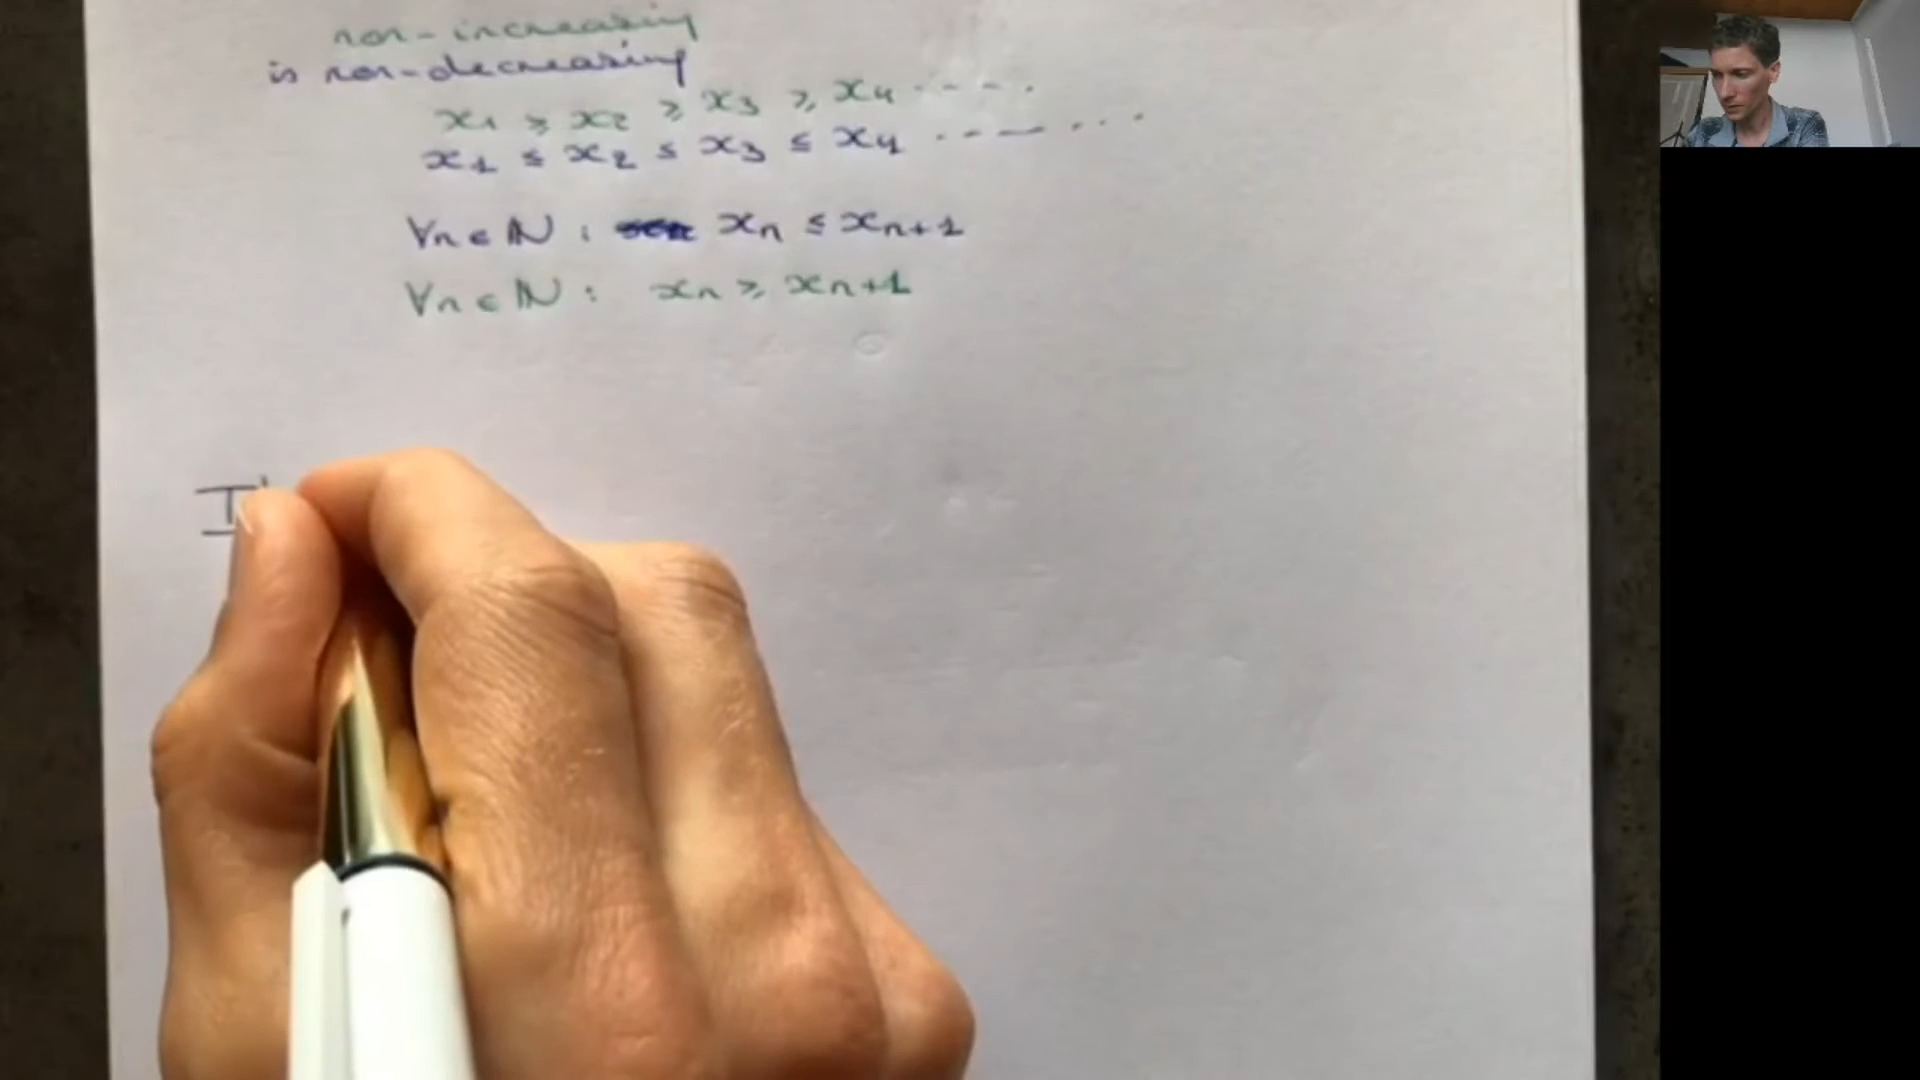 non-increasing
is non-decreasing
x₁ ≥ x₂ ≥ x₃ ≥ x₄ ----.
x₁ ≤ x₂ ≤ x₃ ≤ x₄ ------...
∀n∈ℕ: xₙ ≤ xₙ₊₁
∀n∈ℕ: xₙ ≥ xₙ₊₁